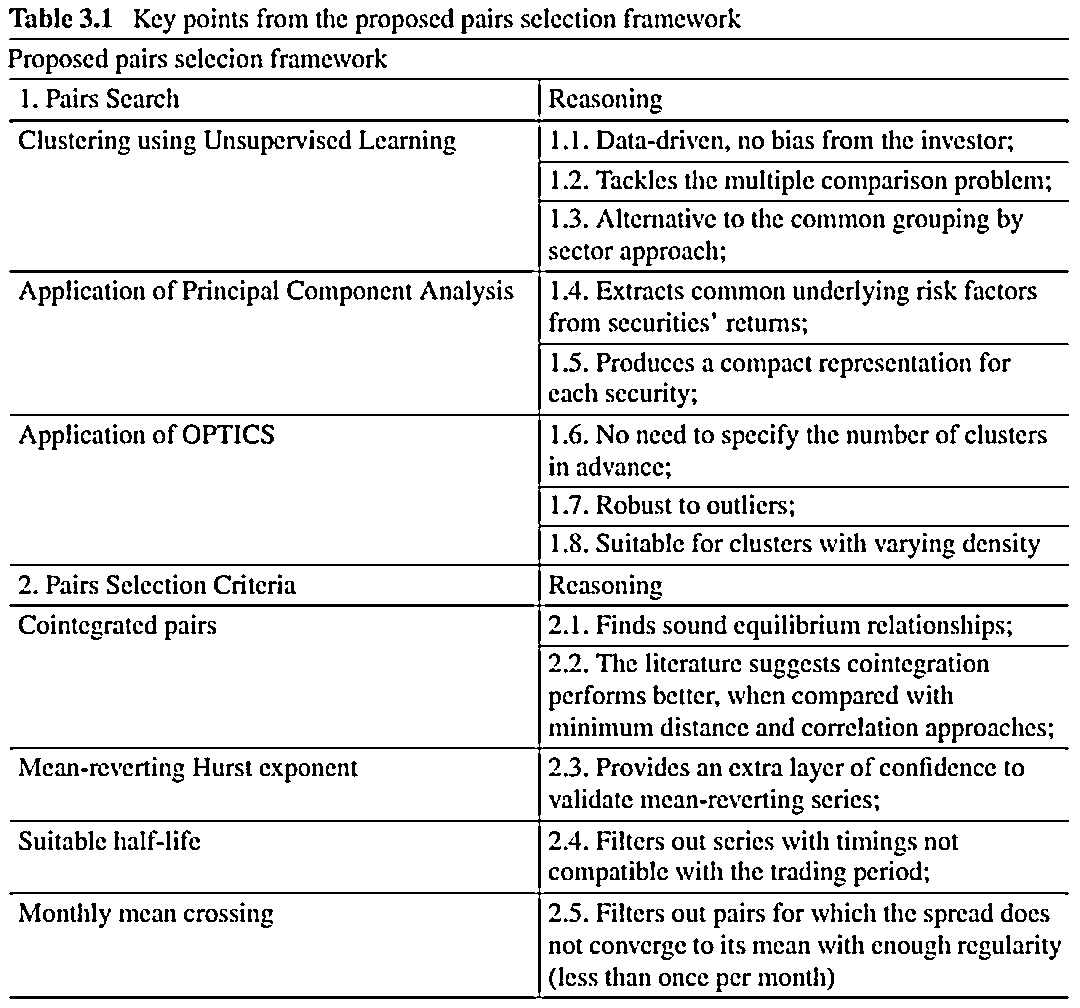 Table 3.1 Key points from the proposed pairs selection framework
Proposed pairs selecion framework
1. Pairs Search
Reasoning
Clustering using Unsupervised Learning
1.1. Data-driven, no bias from the investor;
1.2. Tackles the multiple comparison problem;
1.3. Alternative to the common grouping by
sector approach;
Application of Principal Component Analysis
1.4. Extracts common underlying risk factors
from securities' returns;
1.5. Produces a compact representation for
each security;
Application of OPTICS
1.6. No need to specify the number of clusters
in advance;
1.7. Robust to outliers;
1.8. Suitable for clusters with varying density
2. Pairs Selection Criteria
Reasoning
Cointegrated pairs
2.1. Finds sound equilibrium relationships;
2.2. The literature suggests cointegration
performs better, when compared with
minimum distance and correlation approaches;
Mean-reverting Hurst exponent
2.3. Provides an extra layer of confidence to
validate mean-reverting series;
Suitable half-life
2.4. Filters out series with timings not
compatible with the trading period;
Monthly mean crossing
2.5. Filters out pairs for which the spread does
not converge to its mean with enough regularity
(less than once per month)